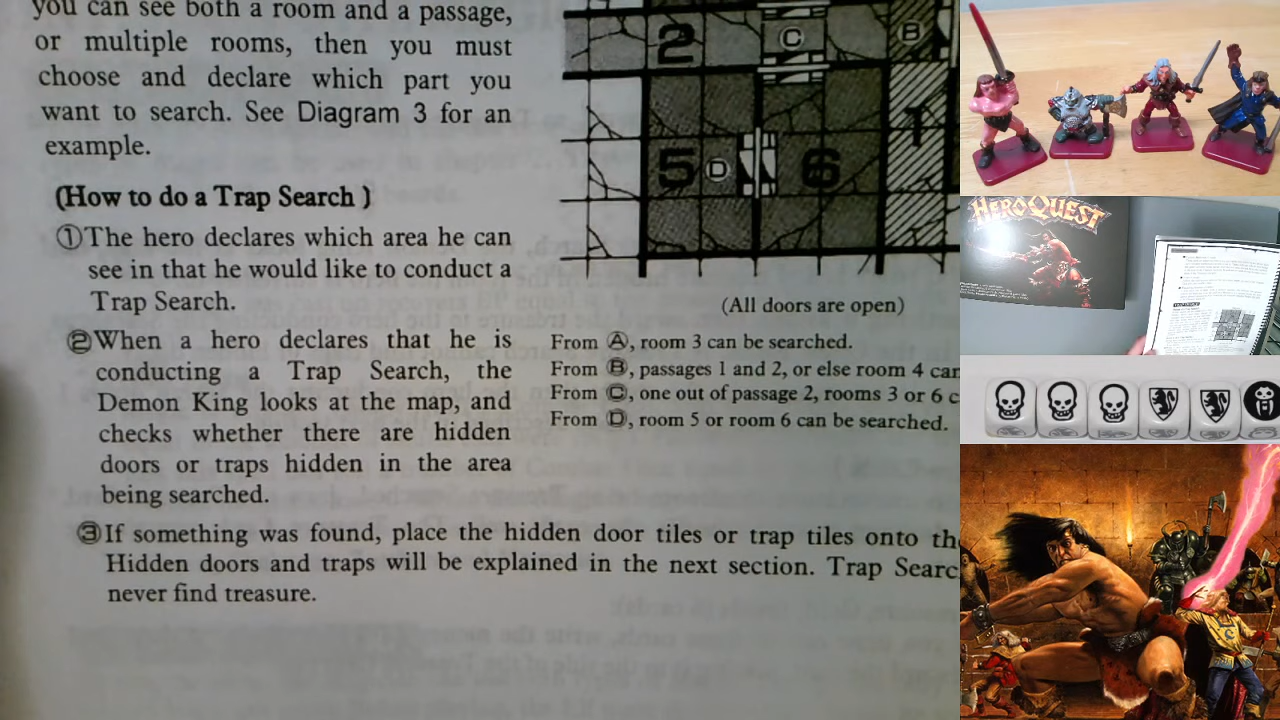 you can see both a room and a passage,
or multiple rooms, then you must
choose and declare which part you
want to search. See Diagram 3 for an
example.
(How to do a Trap Search )
①The hero declares which area he can
see in that he would like to conduct a
Trap Search.
②When a hero declares that he is
conducting a Trap Search, the
Demon King looks at the map, and
checks whether there are hidden
doors or traps hidden in the area
being searched.
③If something was found, place the hidden door tiles or trap tiles onto th
Hidden doors and traps will be explained in the next section. Trap Searc
never find treasure.
2 C B
1
5 D 6
(All doors are open)
From Ⓐ, room 3 can be searched.
From Ⓑ, passages 1 and 2, or else room 4 can
From Ⓒ, one out of passage 2, rooms 3 or 6 c
From Ⓓ, room 5 or room 6 can be searched.
HEROQUEST